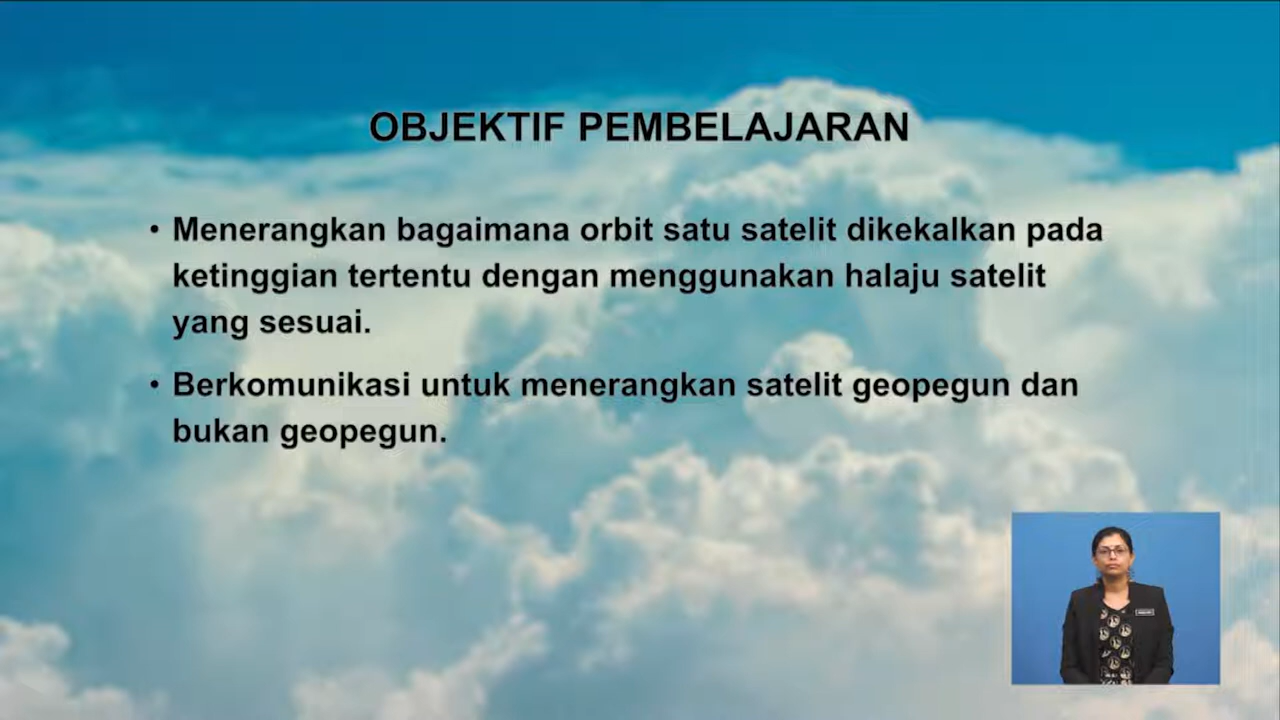 OBJEKTIF PEMBELAJARAN
• Menerangkan bagaimana orbit satu satelit dikekalkan pada
ketinggian tertentu dengan menggunakan halaju satelit
yang sesuai.
• Berkomunikasi untuk menerangkan satelit geopegun dan
bukan geopegun.